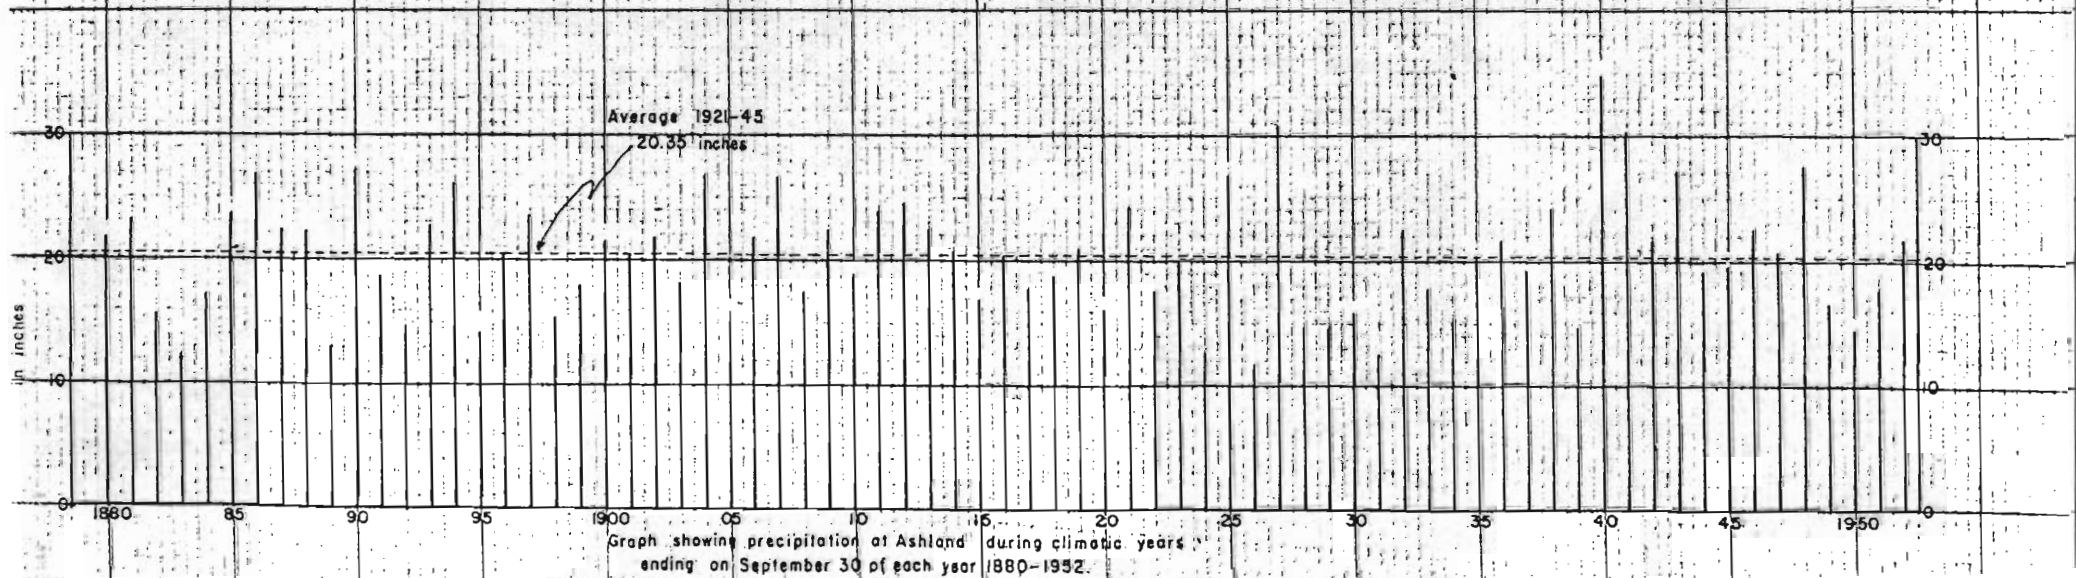 Average 1921-45
20.35 inches
30
30
20
20
in inches
10
10
0
0
1880 85 90 95 1900 05 10 15 20 25 30 35 40 45 1950
Graph showing precipitation at Ashland during climatic years
ending on September 30 of each year 1880-1952.